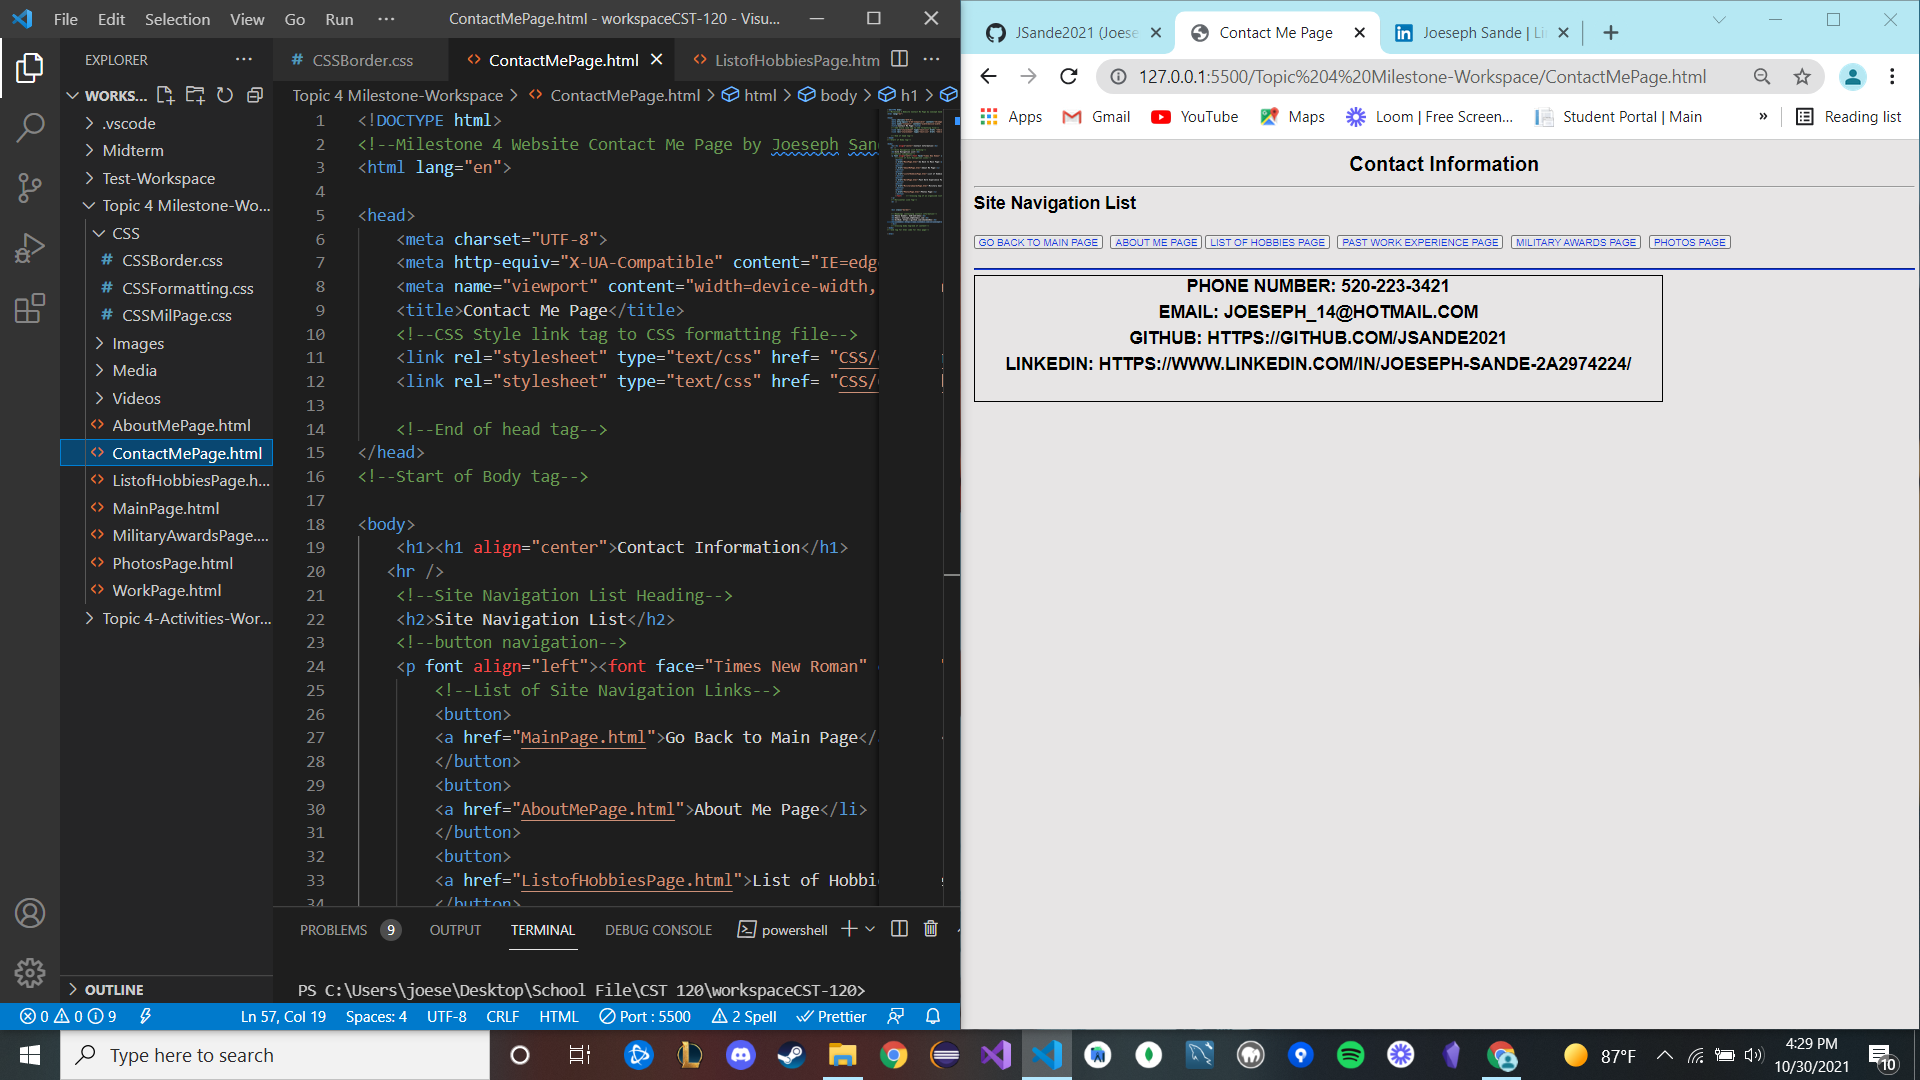 File Edit Selection View Go Run ··· ContactMePage.html - workspaceCST-120 - Visu...
EXPLORER
WORKS...
.vscode
Midterm
Test-Workspace
Topic 4 Milestone-Wo...
CSS
CSSBorder.css
CSSFormatting.css
CSSMilPage.css
Images
Media
Videos
AboutMePage.html
ContactMePage.html
ListofHobbiesPage.h...
MainPage.html
MilitaryAwardsPage....
PhotosPage.html
WorkPage.html
Topic 4-Activities-Wor...
OUTLINE
CSSBorder.css ContactMePage.html ListofHobbiesPage.htm
Topic 4 Milestone-Workspace > ContactMePage.html > html > body > h1 >
1 <!DOCTYPE html>
2 <!--Milestone 4 Website Contact Me Page by Joeseph San
3 <html lang="en">
4
5 <head>
6 <meta charset="UTF-8">
7 <meta http-equiv="X-UA-Compatible" content="IE=edg
8 <meta name="viewport" content="width=device-width,
9 <title>Contact Me Page</title>
10 <!--CSS Style link tag to CSS formatting file-->
11 <link rel="stylesheet" type="text/css" href= "CSS/
12 <link rel="stylesheet" type="text/css" href= "CSS/
13
14 <!--End of head tag-->
15 </head>
16 <!--Start of Body tag-->
17
18 <body>
19 <h1><h1 align="center">Contact Information</h1>
20 <hr />
21 <!--Site Navigation List Heading-->
22 <h2>Site Navigation List</h2>
23 <!--button navigation-->
24 <p font align="left"><font face="Times New Roman"
25 <!--List of Site Navigation Links-->
26 <button>
27 <a href="MainPage.html">Go Back to Main Page</
28 </button>
29 <button>
30 <a href="AboutMePage.html">About Me Page</li>
31 </button>
32 <button>
33 <a href="ListofHobbiesPage.html">List of Hobbi
34 </button>
PROBLEMS 9 OUTPUT TERMINAL DEBUG CONSOLE powershell
PS C:\Users\joese\Desktop\School File\CST 120\workspaceCST-120>
0 0 9 Ln 57, Col 19 Spaces: 4 UTF-8 CRLF HTML Port : 5500 2 Spell Prettier
JSande2021 (Joese Contact Me Page Joeseph Sande | Li
127.0.0.1:5500/Topic%204%20Milestone-Workspace/ContactMePage.html
Apps Gmail YouTube Maps Loom | Free Screen... Student Portal | Main » Reading list
Contact Information
Site Navigation List
GO BACK TO MAIN PAGE ABOUT ME PAGE LIST OF HOBBIES PAGE PAST WORK EXPERIENCE PAGE MILITARY AWARDS PAGE PHOTOS PAGE
PHONE NUMBER: 520-223-3421
EMAIL: JOESEPH_14@HOTMAIL.COM
GITHUB: HTTPS://GITHUB.COM/JSANDE2021
LINKEDIN: HTTPS://WWW.LINKEDIN.COM/IN/JOESEPH-SANDE-2A2974224/
Type here to search
87°F
4:29 PM
10/30/2021
10